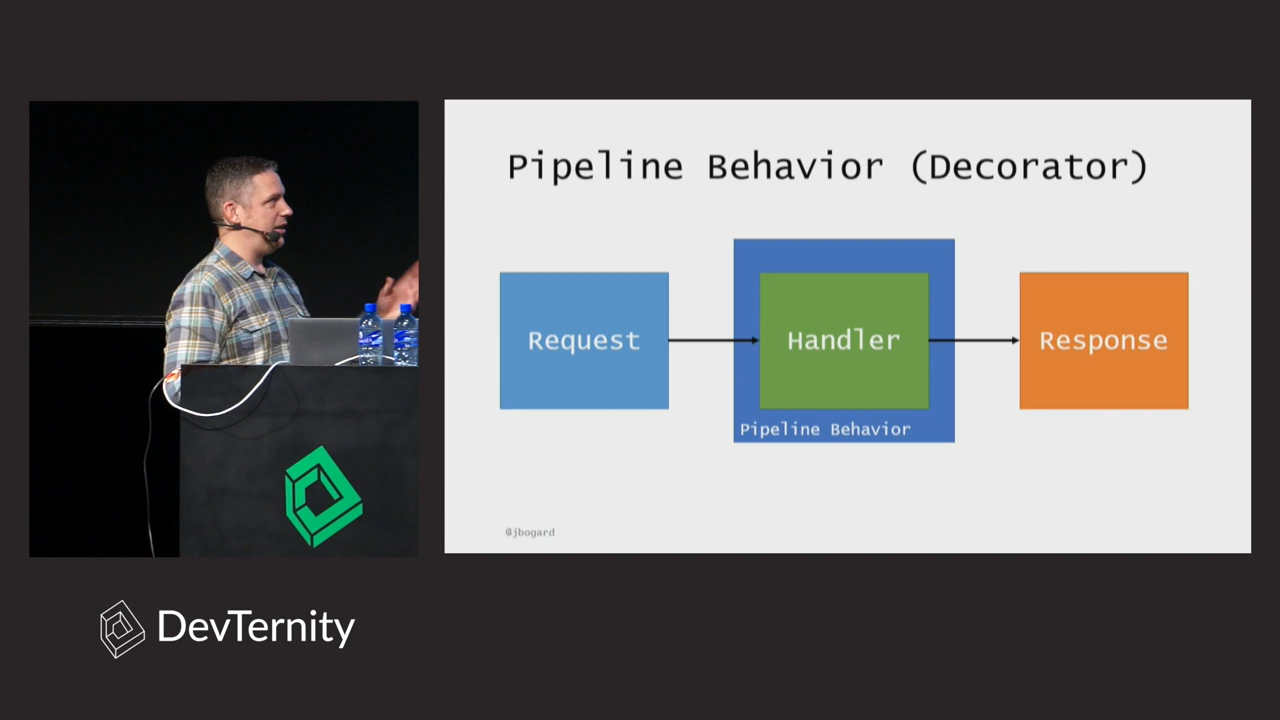 Pipeline Behavior (Decorator)
Request
Handler
Response
Pipeline Behavior
@jbogard
DevTernity